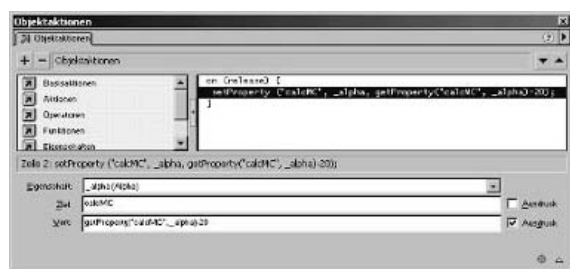 Objektaktionen
Objektaktionen
+ - Objektaktionen
Basisaktionen
Aktionen
Operatoren
Funktionen
Eigenschaften
on (release) {
setProperty ("calcMC", _alpha, getProperty("calcMC", _alpha)-20);
}
Zeile 2: setProperty ("calcMC", _alpha, getProperty("calcMC", _alpha)-20);
Eigenschaft: _alpha (Alpha)
Ziel: calcMC Ausdruck
Wert: getProperty("calcMC", _alpha)-20 Ausdruck